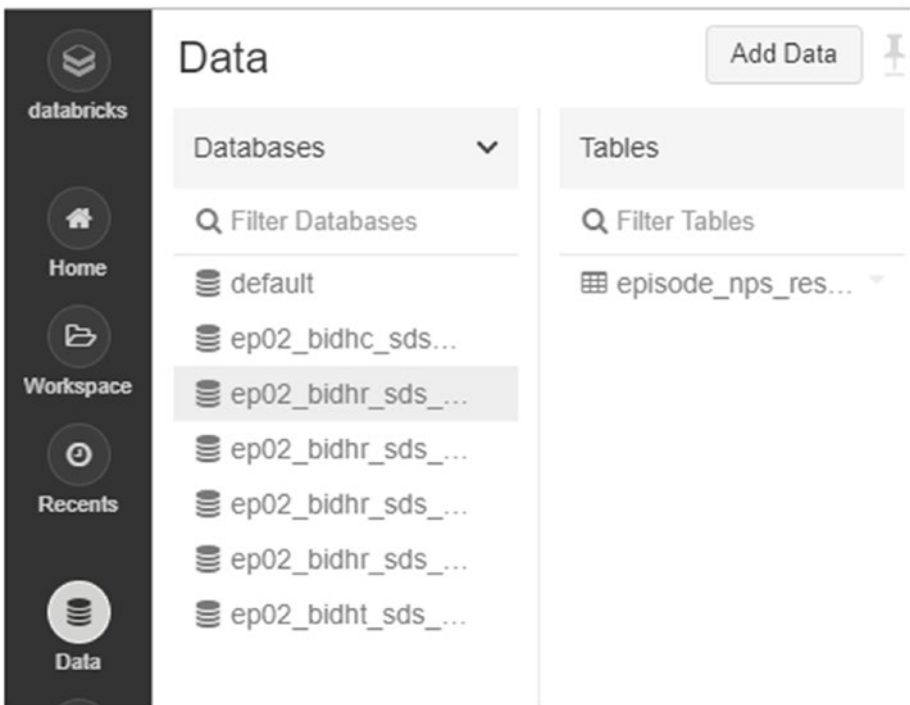 databricks
Home
Workspace
Recents
Data
Data
Add Data
Databases
Filter Databases
default
ep02_bidhc_sds...
ep02_bidhr_sds_...
ep02_bidhr_sds_...
ep02_bidhr_sds_...
ep02_bidhr_sds_...
ep02_bidht_sds_...
Tables
Filter Tables
episode_nps_res...